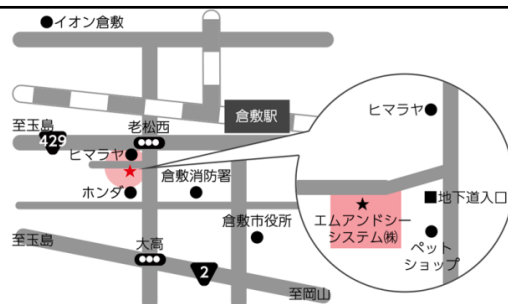 イオン倉敷
倉敷駅
ヒマラヤ
至玉島
429
老松西
ヒマラヤ
倉敷消防署
ホンダ
地下道入口
エムアンドシー
システム㈱
ペット
ショップ
倉敷市役所
至玉島
大高
2
至岡山